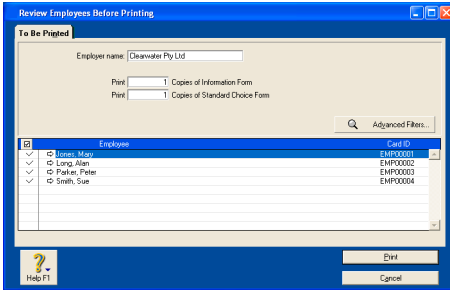 Review Employees Before Printing
To Be Printed
Employer name: Clearwater Pty Ltd
Print 1 Copies of Information Form
Print 1 Copies of Standard Choice Form
Advanced Filters...
Employee Card ID
Jones, Mary EMP00001
Long, Alan EMP00002
Parker, Peter EMP00003
Smith, Sue EMP00004
Help F1
Print
Cancel